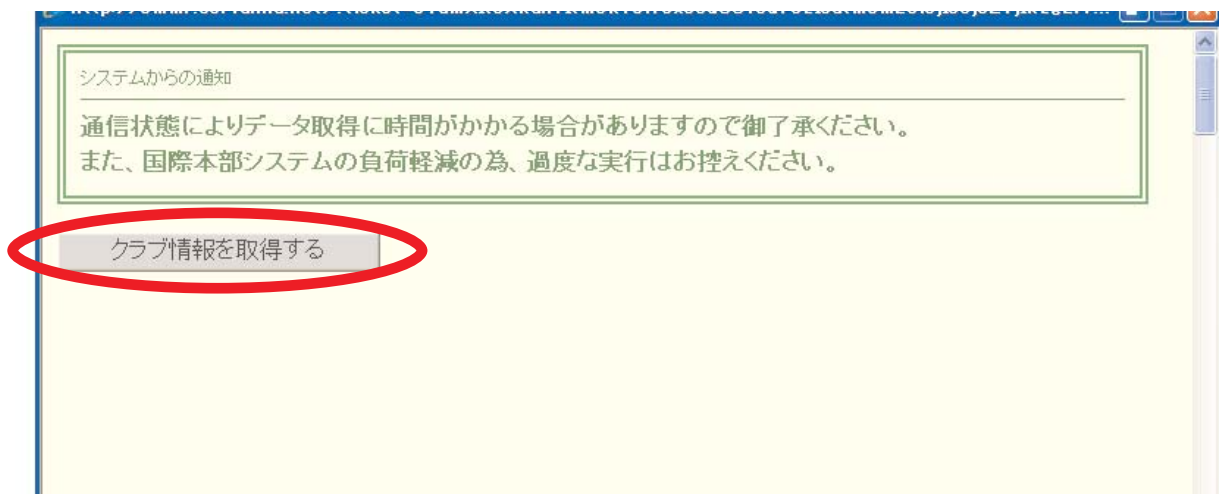 システムからの通知
通信状態によりデータ取得に時間がかかる場合がありますので御了承ください。
また、国際本部システムの負荷軽減の為、過度な実行はお控えください。
クラブ情報を取得する